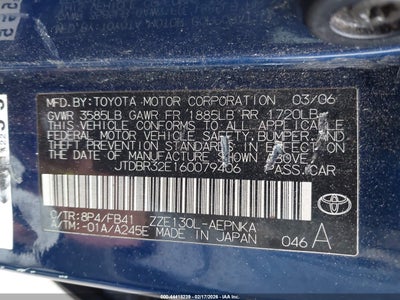 MFD.BY:TOYOTA MOTOR CORPORATION 03/06
GVWR 3585LB GAWR FR 1885LB RR 1720LB
THIS VEHICLE CONFORMS TO ALL APPLICABLE
FEDERAL MOTOR VEHICLE SAFETY, BUMPER, AND
THEFT PREVENTION STANDARDS IN EFFECT ON
THE DATE OF MANUFACTURE SHOWN ABOVE.
JTDBR32E160079406 PASS.CAR
C/TR:8P4/FB41 ZZE130L-AEPNKA
A/TM:-01A/A245E MADE IN JAPAN 046 A
TOYOTA
IMAGE: 44418239 - 02/17/2026 - IAA